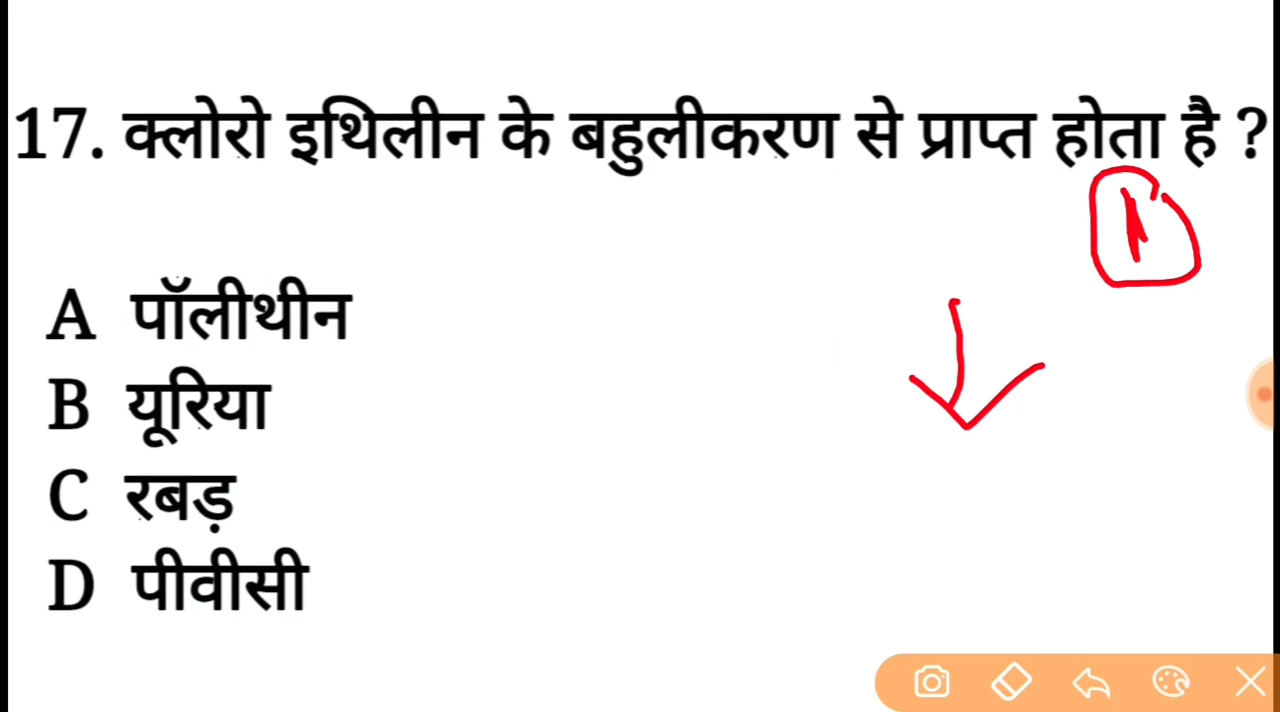 17. क्लोरो इथिलीन के बहुलीकरण से प्राप्त होता है ?
A पॉलीथीन
B यूरिया
C रबड़
D पीवीसी